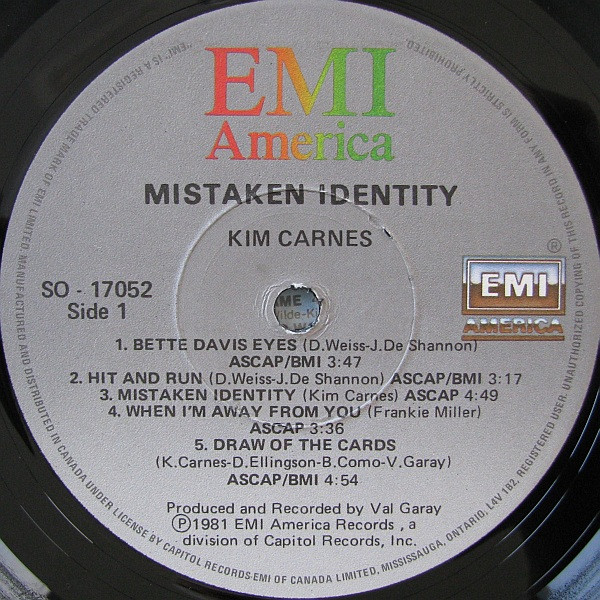 EMI
America
MISTAKEN IDENTITY
KIM CARNES
SO - 17052
Side 1
®
EMI
AMERICA
ME
ilde-K
W
1. BETTE DAVIS EYES (D.Weiss-J.De Shannon)
ASCAP/BMI 3:47
2. HIT AND RUN (D.Weiss-J.De Shannon) ASCAP/BMI 3:17
3. MISTAKEN IDENTITY (Kim Carnes) ASCAP 4:49
4. WHEN I'M AWAY FROM YOU (Frankie Miller)
ASCAP 3:36
5. DRAW OF THE CARDS
(K.Carnes-D.Ellingson-B.Como-V.Garay)
ASCAP/BMI 4:54
Produced and Recorded by Val Garay
Ⓟ1981 EMI America Records , a
division of Capitol Records, Inc.
"EMI" IS A REGISTERED TRADE MARK OF EMI LIMITED. MANUFACTURED AND DISTRIBUTED IN CANADA UNDER LICENSE BY CAPITOL RECORDS-EMI OF CANADA LIMITED, MISSISSAUGA, ONTARIO, L4V 1B2, REGISTERED USER. UNAUTHORIZED COPYING OF THIS RECORD IN ANY FORM IS STRICTLY PROHIBITED.